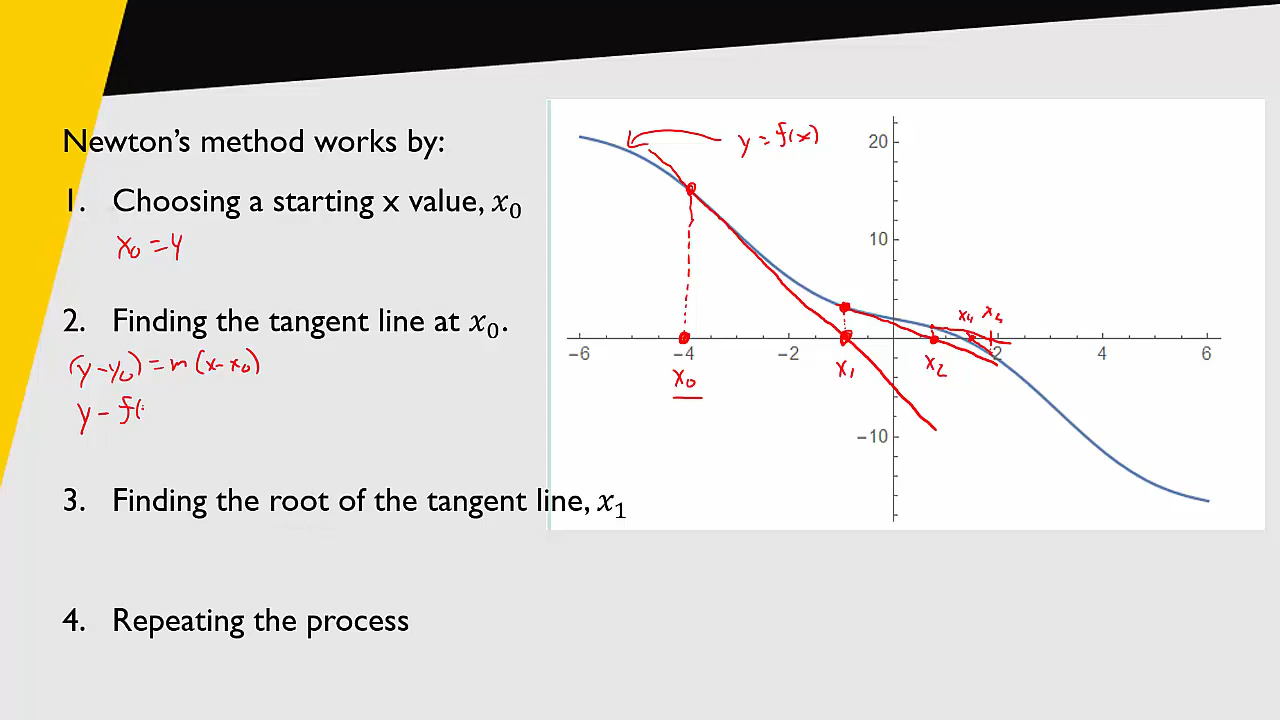 Newton's method works by:
1. Choosing a starting x value, x₀
x₀ = 4
2. Finding the tangent line at x₀.
(y - y₀) = m (x - x₀)
y - f(
3. Finding the root of the tangent line, x₁
4. Repeating the process
y = f(x)
20
10
x₄ x₃
−6 −4 −2 2 4 6
x₀ x₁ x₂
−10